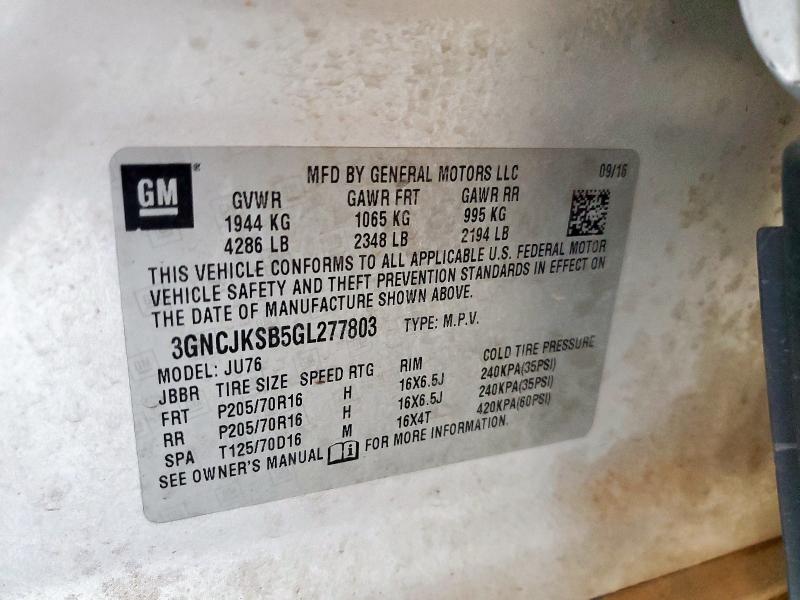 GM
MFD BY GENERAL MOTORS LLC 09/16
GVWR GAWR FRT GAWR RR
1944 KG 1065 KG 995 KG
4286 LB 2348 LB 2194 LB
THIS VEHICLE CONFORMS TO ALL APPLICABLE U.S. FEDERAL MOTOR
VEHICLE SAFETY AND THEFT PREVENTION STANDARDS IN EFFECT ON
THE DATE OF MANUFACTURE SHOWN ABOVE.
3GNCJKSB5GL277803 TYPE: M.P.V.
MODEL: JU76
JBBR TIRE SIZE SPEED RTG RIM COLD TIRE PRESSURE
FRT P205/70R16 H 16X6.5J 240KPA(35PSI)
RR P205/70R16 H 16X6.5J 240KPA(35PSI)
SPA T125/70D16 M 16X4T 420KPA(60PSI)
SEE OWNER'S MANUAL FOR MORE INFORMATION.